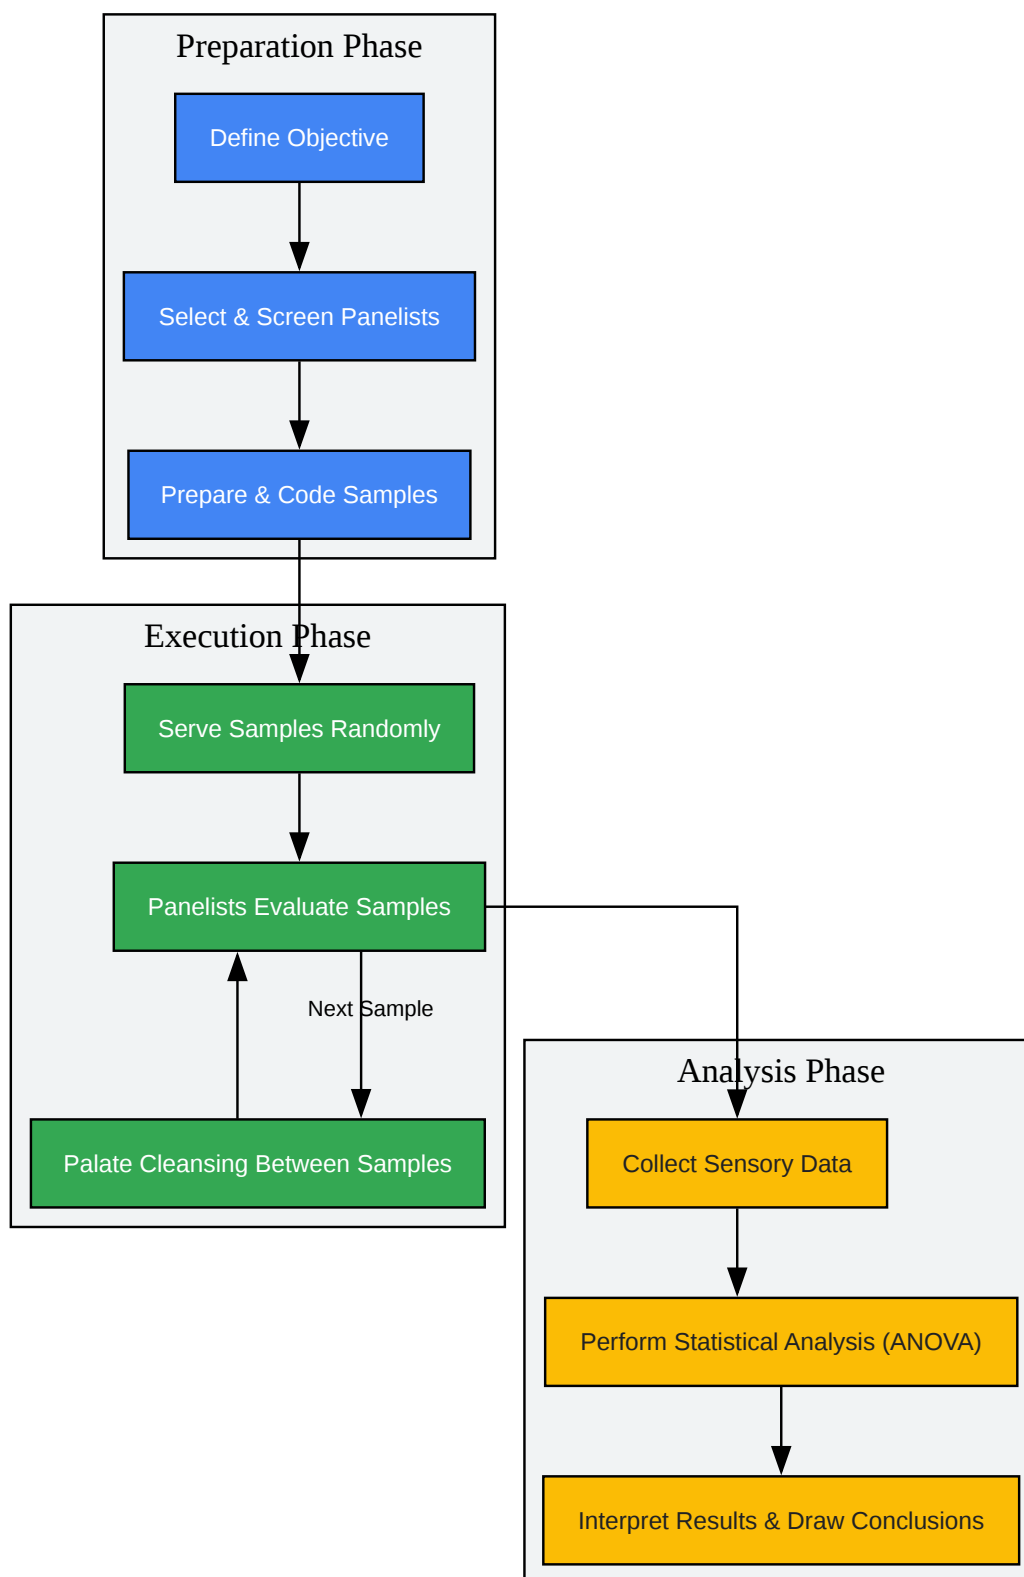 Preparation Phase
Define Objective
Select & Screen Panelists
Prepare & Code Samples
Execution Phase
Serve Samples Randomly
Panelists Evaluate Samples
Next Sample
Palate Cleansing Between Samples
Analysis Phase
Collect Sensory Data
Perform Statistical Analysis (ANOVA)
Interpret Results & Draw Conclusions